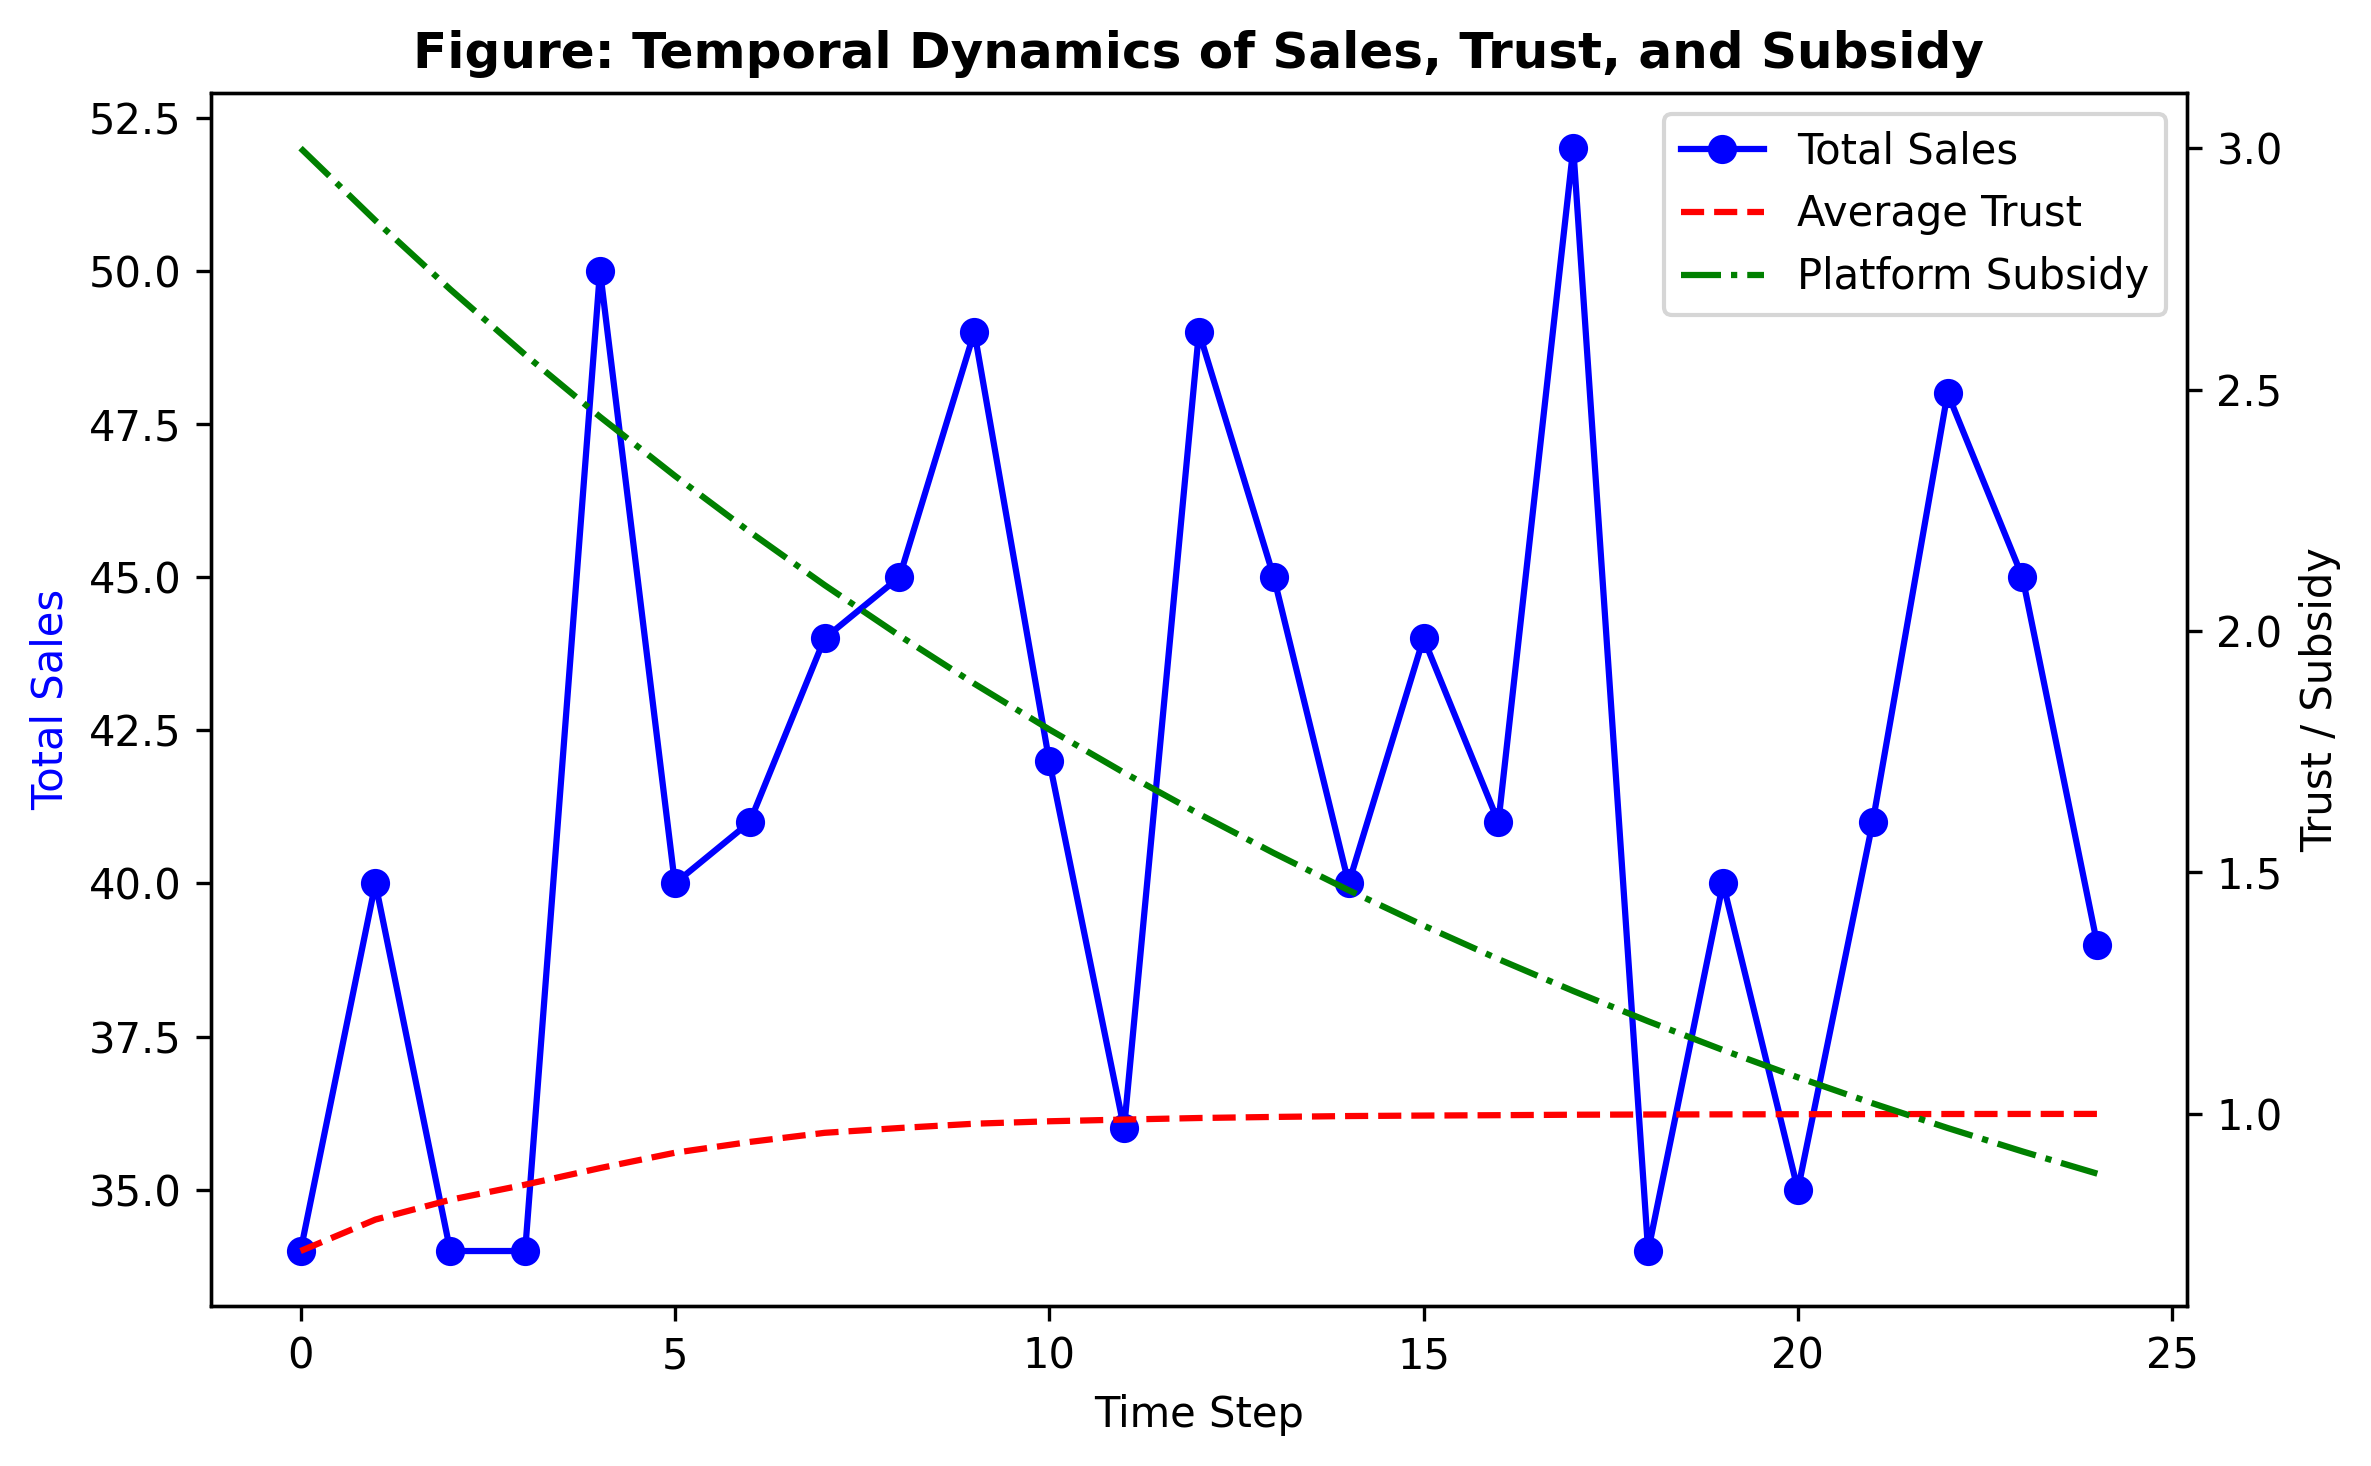 Figure: Temporal Dynamics of Sales, Trust, and Subsidy
Total Sales
Average Trust
Platform Subsidy
52.5
50.0
47.5
45.0
42.5
40.0
37.5
35.0
Total Sales
3.0
2.5
2.0
1.5
1.0
Trust / Subsidy
0 5 10 15 20 25
Time Step